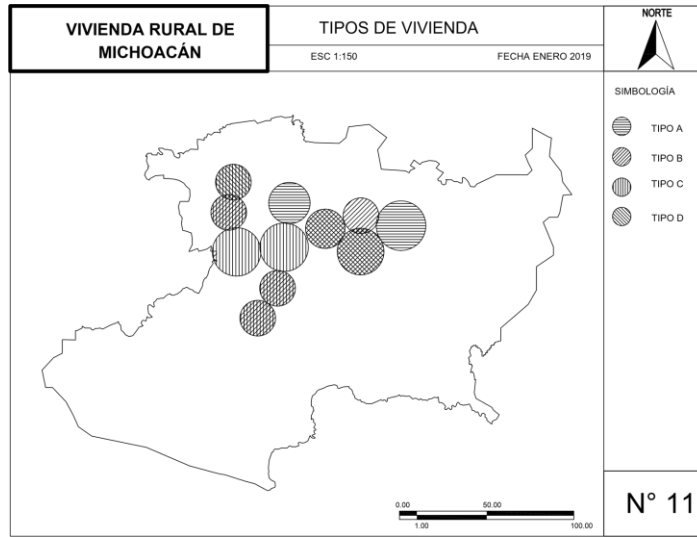 VIVIENDA RURAL DE
MICHOACÁN
TIPOS DE VIVIENDA
ESC 1:150
FECHA ENERO 2019
NORTE
SIMBOLOGÍA
TIPO A
TIPO B
TIPO C
TIPO D
0.00
50.00
1.00
100.00
N° 11